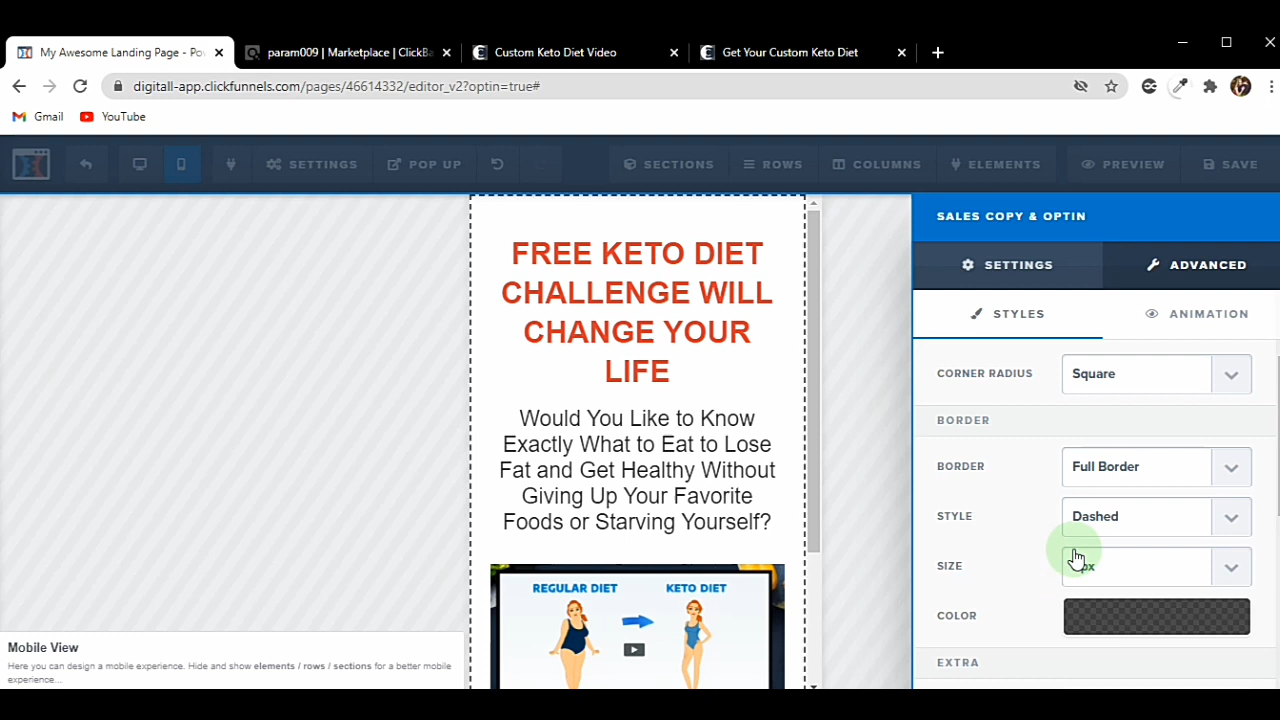 My Awesome Landing Page - Po
param009 | Marketplace | ClickBa
Custom Keto Diet Video
Get Your Custom Keto Diet
digitall-app.clickfunnels.com/pages/46614332/editor_v2?optin=true#
Gmail
YouTube
SETTINGS
POP UP
SECTIONS
ROWS
COLUMNS
ELEMENTS
PREVIEW
SAVE
FREE KETO DIET
CHALLENGE WILL
CHANGE YOUR
LIFE
Would You Like to Know
Exactly What to Eat to Lose
Fat and Get Healthy Without
Giving Up Your Favorite
Foods or Starving Yourself?
REGULAR DIET
KETO DIET
Mobile View
Here you can design a mobile experience. Hide and show elements / rows / sections for a better mobile
experience...
SALES COPY & OPTIN
SETTINGS
ADVANCED
STYLES
ANIMATION
CORNER RADIUS
Square
BORDER
BORDER
Full Border
STYLE
Dashed
SIZE
px
COLOR
EXTRA